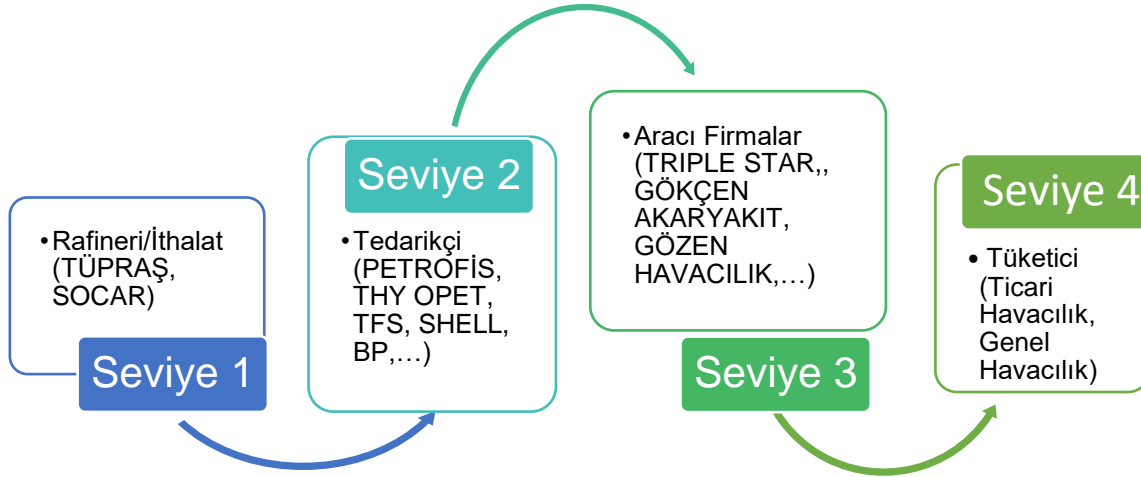 •Rafineri/İthalat
(TÜPRAŞ,
SOCAR)
Seviye 1
Seviye 2
•Tedarikçi
(PETROFİS,
THY OPET,
TFS, SHELL,
BP,…)
•Aracı Firmalar
(TRIPLE STAR,,
GÖKÇEN
AKARYAKIT,
GÖZEN
HAVACILIK,…)
Seviye 3
Seviye 4
• Tüketici
(Ticari
Havacılık,
Genel
Havacılık)